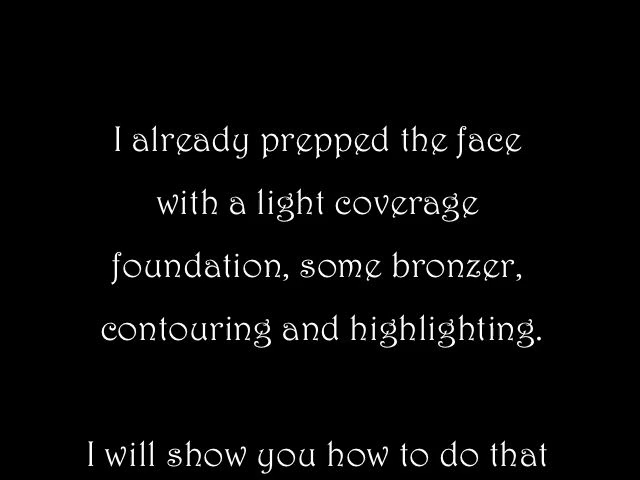 I already prepped the face
with a light coverage
foundation, some bronzer,
contouring and highlighting.
I will show you how to do that